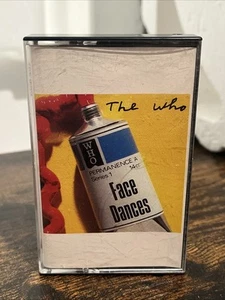 The Who
WHO
PERMANENCE A
Series 1
Face
Dances